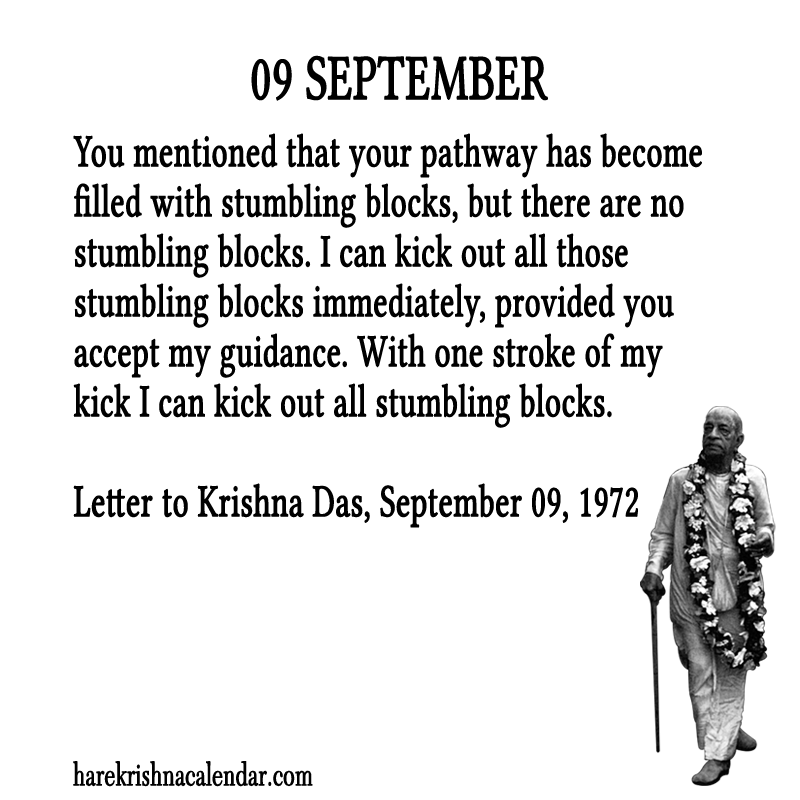 09 SEPTEMBER
You mentioned that your pathway has become
filled with stumbling blocks, but there are no
stumbling blocks. I can kick out all those
stumbling blocks immediately, provided you
accept my guidance. With one stroke of my
kick I can kick out all stumbling blocks.
Letter to Krishna Das, September 09, 1972
harekrishnacalendar.com